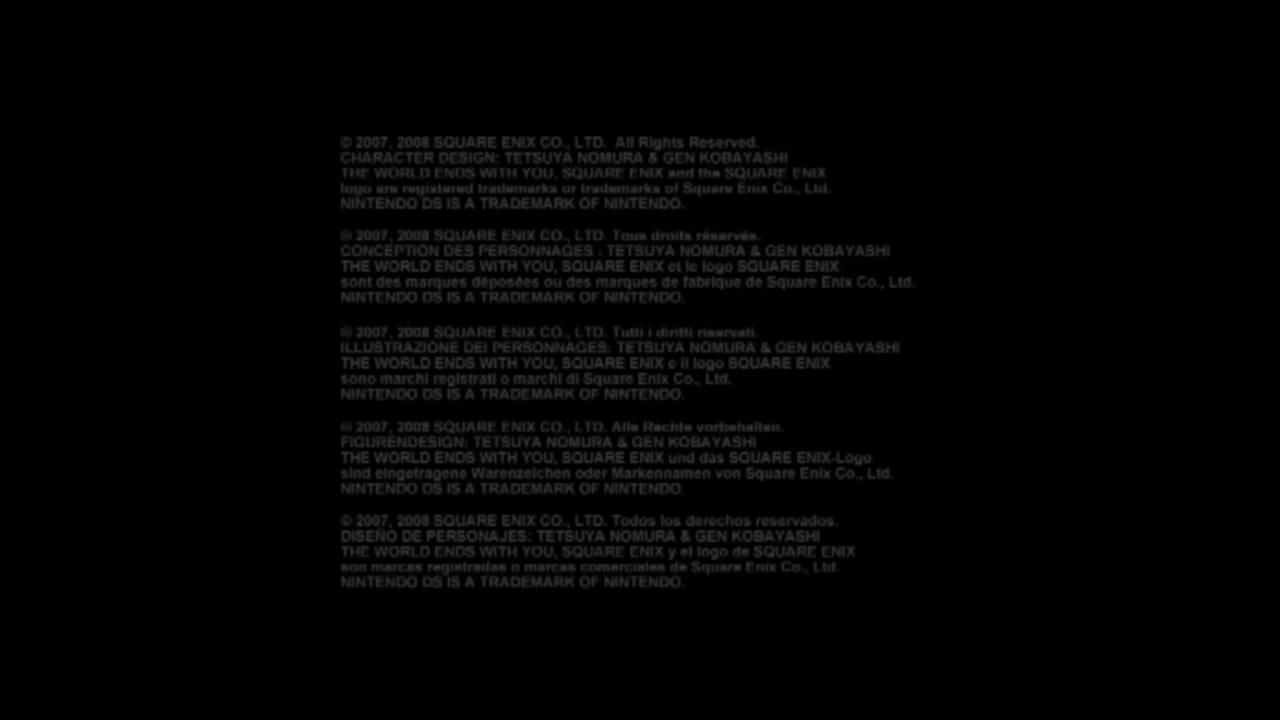 © 2007, 2008 SQUARE ENIX CO., LTD. All Rights Reserved.
CHARACTER DESIGN: TETSUYA NOMURA & GEN KOBAYASHI
THE WORLD ENDS WITH YOU, SQUARE ENIX and the SQUARE ENIX
logo are registered trademarks or trademarks of Square Enix Co., Ltd.
NINTENDO DS IS A TRADEMARK OF NINTENDO.
© 2007, 2008 SQUARE ENIX CO., LTD. Tous droits réservés.
CONCEPTION DES PERSONNAGES : TETSUYA NOMURA & GEN KOBAYASHI
THE WORLD ENDS WITH YOU, SQUARE ENIX et le logo SQUARE ENIX
sont des marques déposées ou des marques de fabrique de Square Enix Co., Ltd.
NINTENDO DS IS A TRADEMARK OF NINTENDO.
© 2007, 2008 SQUARE ENIX CO., LTD. Tutti i diritti riservati.
ILLUSTRAZIONE DEI PERSONNAGES: TETSUYA NOMURA & GEN KOBAYASHI
THE WORLD ENDS WITH YOU, SQUARE ENIX e il logo SQUARE ENIX
sono marchi registrati o marchi di Square Enix Co., Ltd.
NINTENDO DS IS A TRADEMARK OF NINTENDO.
© 2007, 2008 SQUARE ENIX CO., LTD. Alle Rechte vorbehalten.
FIGURENDESIGN: TETSUYA NOMURA & GEN KOBAYASHI
THE WORLD ENDS WITH YOU, SQUARE ENIX und das SQUARE ENIX-Logo
sind eingetragene Warenzeichen oder Markennamen von Square Enix Co., Ltd.
NINTENDO DS IS A TRADEMARK OF NINTENDO.
© 2007, 2008 SQUARE ENIX CO., LTD. Todos los derechos reservados.
DISEÑO DE PERSONAJES: TETSUYA NOMURA & GEN KOBAYASHI
THE WORLD ENDS WITH YOU, SQUARE ENIX y el logo de SQUARE ENIX
son marcas registradas o marcas comerciales de Square Enix Co., Ltd.
NINTENDO DS IS A TRADEMARK OF NINTENDO.